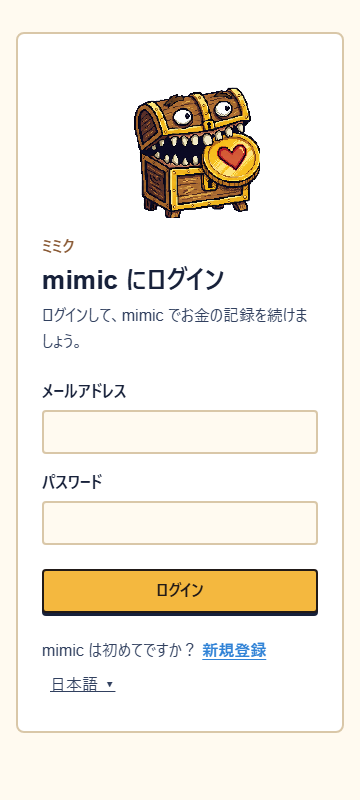 ミミク
mimic にログイン
ログインして、mimic でお金の記録を続けま
しょう。
メールアドレス
パスワード
ログイン
mimic は初めてですか？ 新規登録
日本語 ▼